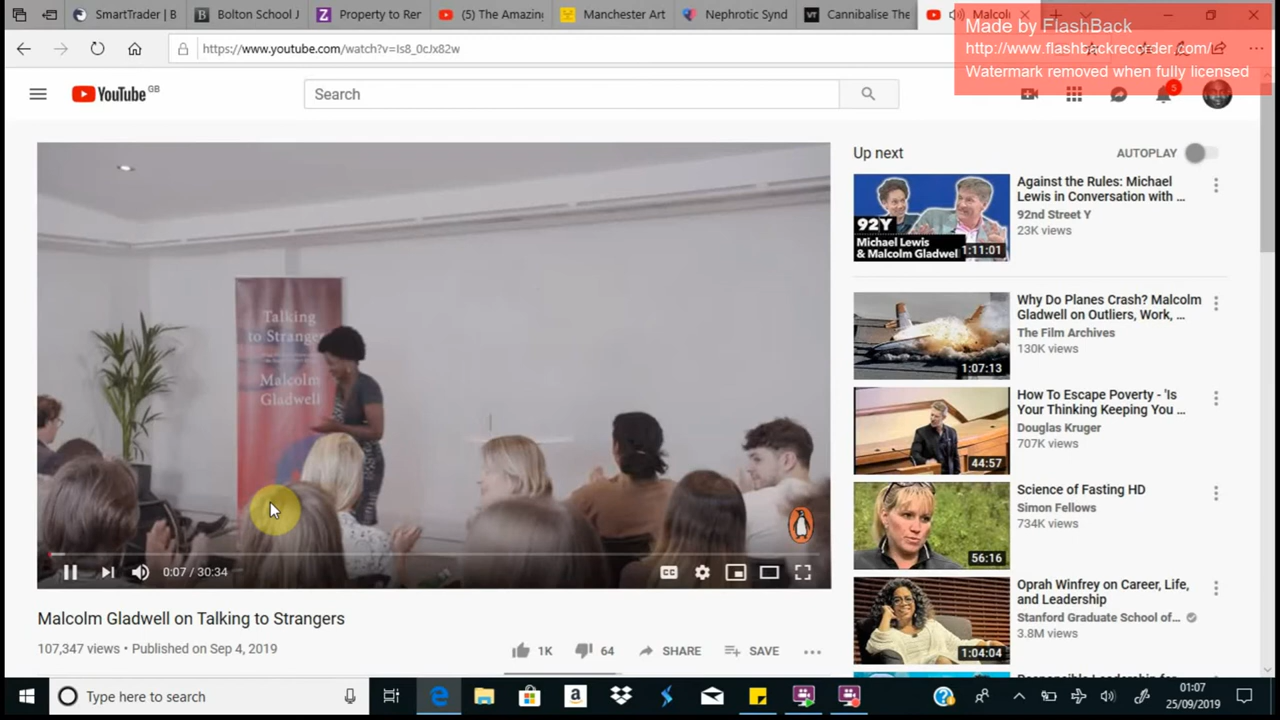 SmartTrader | B
Bolton School J
Property to Ren
(5) The Amazing
Manchester Art
Nephrotic Synd
Cannibalise The
Malcolm
Made by FlashBack
http://www.flashbackrecorder.com/
Watermark removed when fully licensed
https://www.youtube.com/watch?v=Is8_0cJx82w
YouTube GB
Search
5
Talking
to Strangers
Malcolm
Gladwell
0:07 / 30:34
Malcolm Gladwell on Talking to Strangers
107,347 views • Published on Sep 4, 2019
1K
64
SHARE
SAVE
Up next
AUTOPLAY
92Y
Michael Lewis
& Malcolm Gladwel
1:11:01
Against the Rules: Michael
Lewis in Conversation with ...
92nd Street Y
23K views
1:07:13
Why Do Planes Crash? Malcolm
Gladwell on Outliers, Work, ...
The Film Archives
130K views
44:57
How To Escape Poverty - 'Is
Your Thinking Keeping You ...
Douglas Kruger
707K views
56:16
Science of Fasting HD
Simon Fellows
734K views
1:04:04
Oprah Winfrey on Career, Life,
and Leadership
Stanford Graduate School of...
3.8M views
Type here to search
01:07
25/09/2019